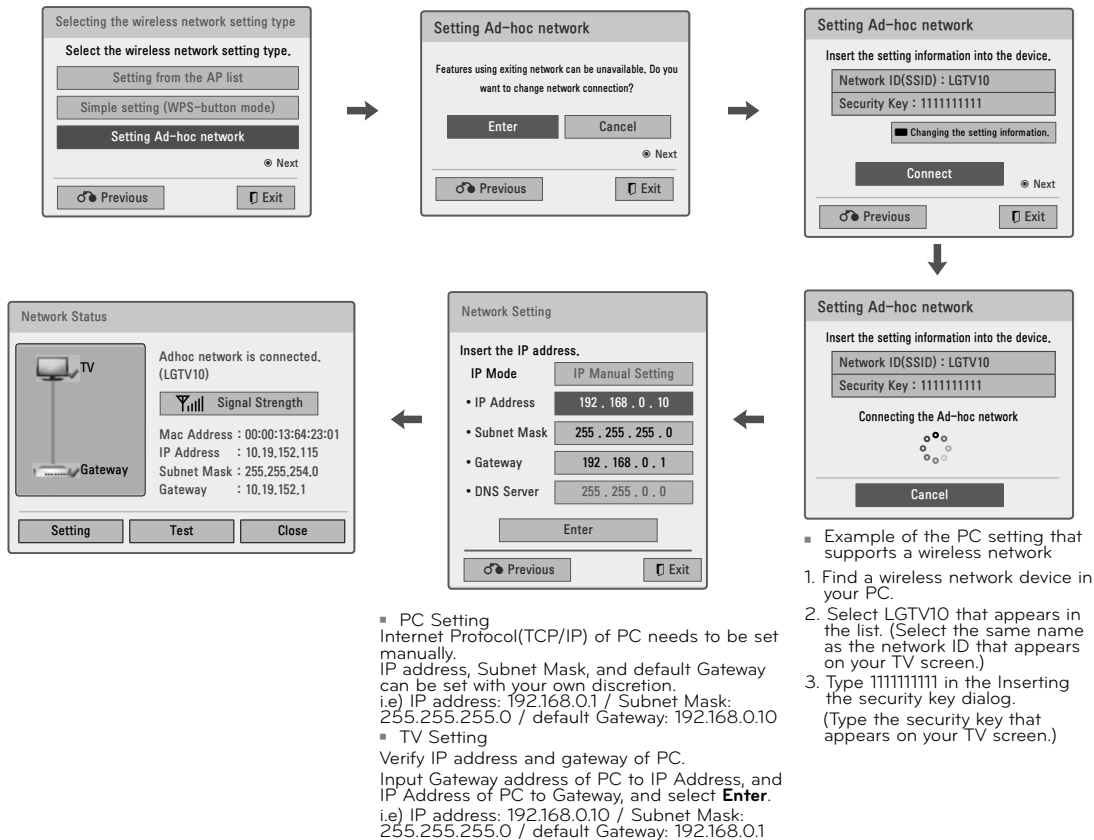 Selecting the wireless network setting type
Select the wireless network setting type.
Setting from the AP list
Simple setting (WPS-button mode)
Setting Ad-hoc network
Next
Previous
Exit
Setting Ad-hoc network
Features using exiting network can be unavailable. Do you
want to change network connection?
Enter
Cancel
Next
Previous
Exit
Setting Ad-hoc network
Insert the setting information into the device.
Network ID(SSID) : LGTV10
Security Key : 1111111111
Changing the setting information.
Connect
Next
Previous
Exit
Setting Ad-hoc network
Insert the setting information into the device.
Network ID(SSID) : LGTV10
Security Key : 1111111111
Connecting the Ad-hoc network
Cancel
▪ Example of the PC setting that
supports a wireless network
1. Find a wireless network device in
your PC.
2. Select LGTV10 that appears in
the list. (Select the same name
as the network ID that appears
on your TV screen.)
3. Type 1111111111 in the Inserting
the security key dialog.
(Type the security key that
appears on your TV screen.)
Network Setting
Insert the IP address.
IP Mode IP Manual Setting
• IP Address 192 . 168 . 0 . 10
• Subnet Mask 255 . 255 . 255 . 0
• Gateway 192 . 168 . 0 . 1
• DNS Server 255 . 255 . 0 . 0
Enter
Previous
Exit
▪ PC Setting
Internet Protocol(TCP/IP) of PC needs to be set
manually.
IP address, Subnet Mask, and default Gateway
can be set with your own discretion.
i.e) IP address: 192.168.0.1 / Subnet Mask:
255.255.255.0 / default Gateway: 192.168.0.10
▪ TV Setting
Verify IP address and gateway of PC.
Input Gateway address of PC to IP Address, and
IP Address of PC to Gateway, and select Enter.
i.e) IP address: 192.168.0.10 / Subnet Mask:
255.255.255.0 / default Gateway: 192.168.0.1
Network Status
TV
Gateway
Adhoc network is connected.
(LGTV10)
Signal Strength
Mac Address : 00:00:13:64:23:01
IP Address : 10.19.152.115
Subnet Mask : 255.255.254.0
Gateway : 10.19.152.1
Setting
Test
Close